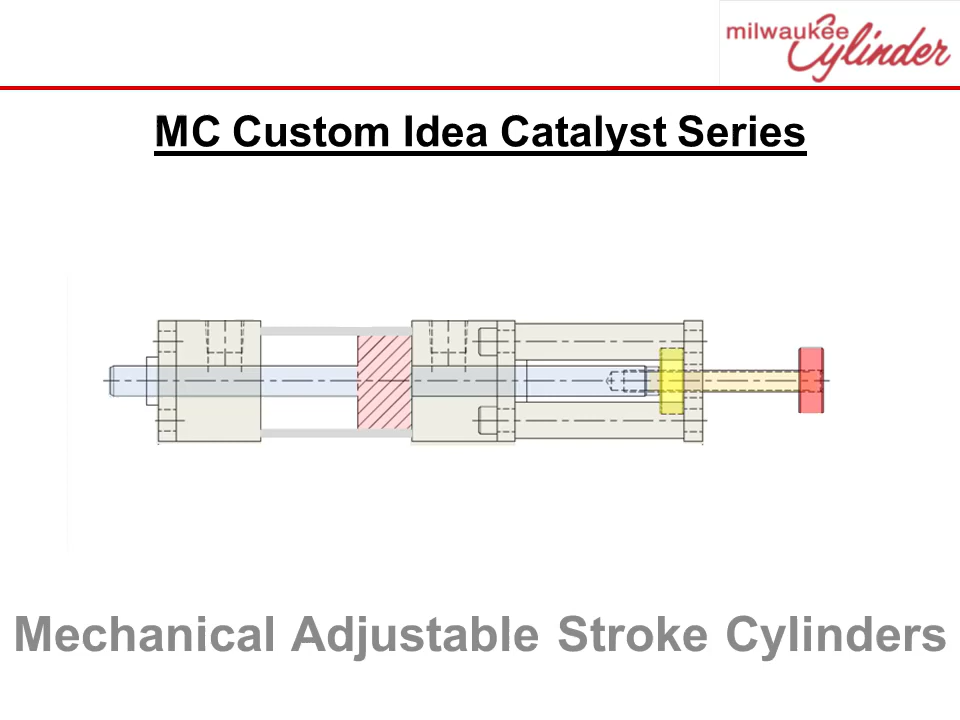 milwaukee
Cylinder
MC Custom Idea Catalyst Series
Mechanical Adjustable Stroke Cylinders